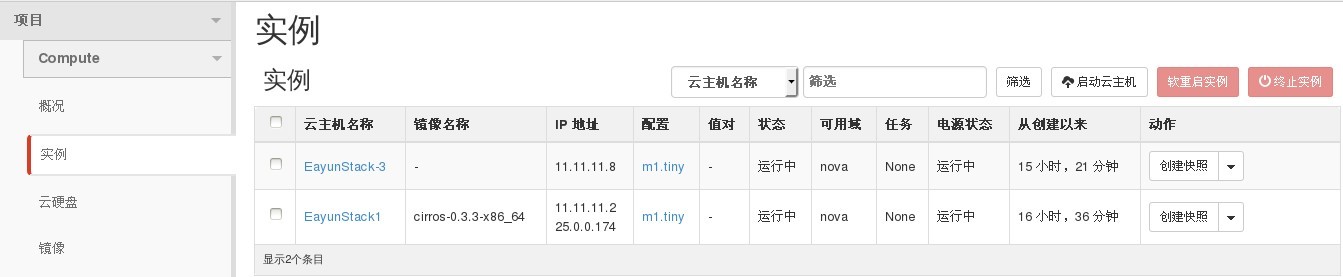 项目
Compute
概况
实例
云硬盘
镜像
实例
实例 云主机名称 筛选 筛选 启动云主机 软重启实例 终止实例
云主机名称 镜像名称 IP 地址 配置 值对 状态 可用域 任务 电源状态 从创建以来 动作
EayunStack-3 - 11.11.11.8 m1.tiny - 运行中 nova None 运行中 15 小时，21 分钟 创建快照
EayunStack1 cirros-0.3.3-x86_64 11.11.11.2 m1.tiny - 运行中 nova None 运行中 16 小时，36 分钟 创建快照
25.0.0.174
显示2个条目